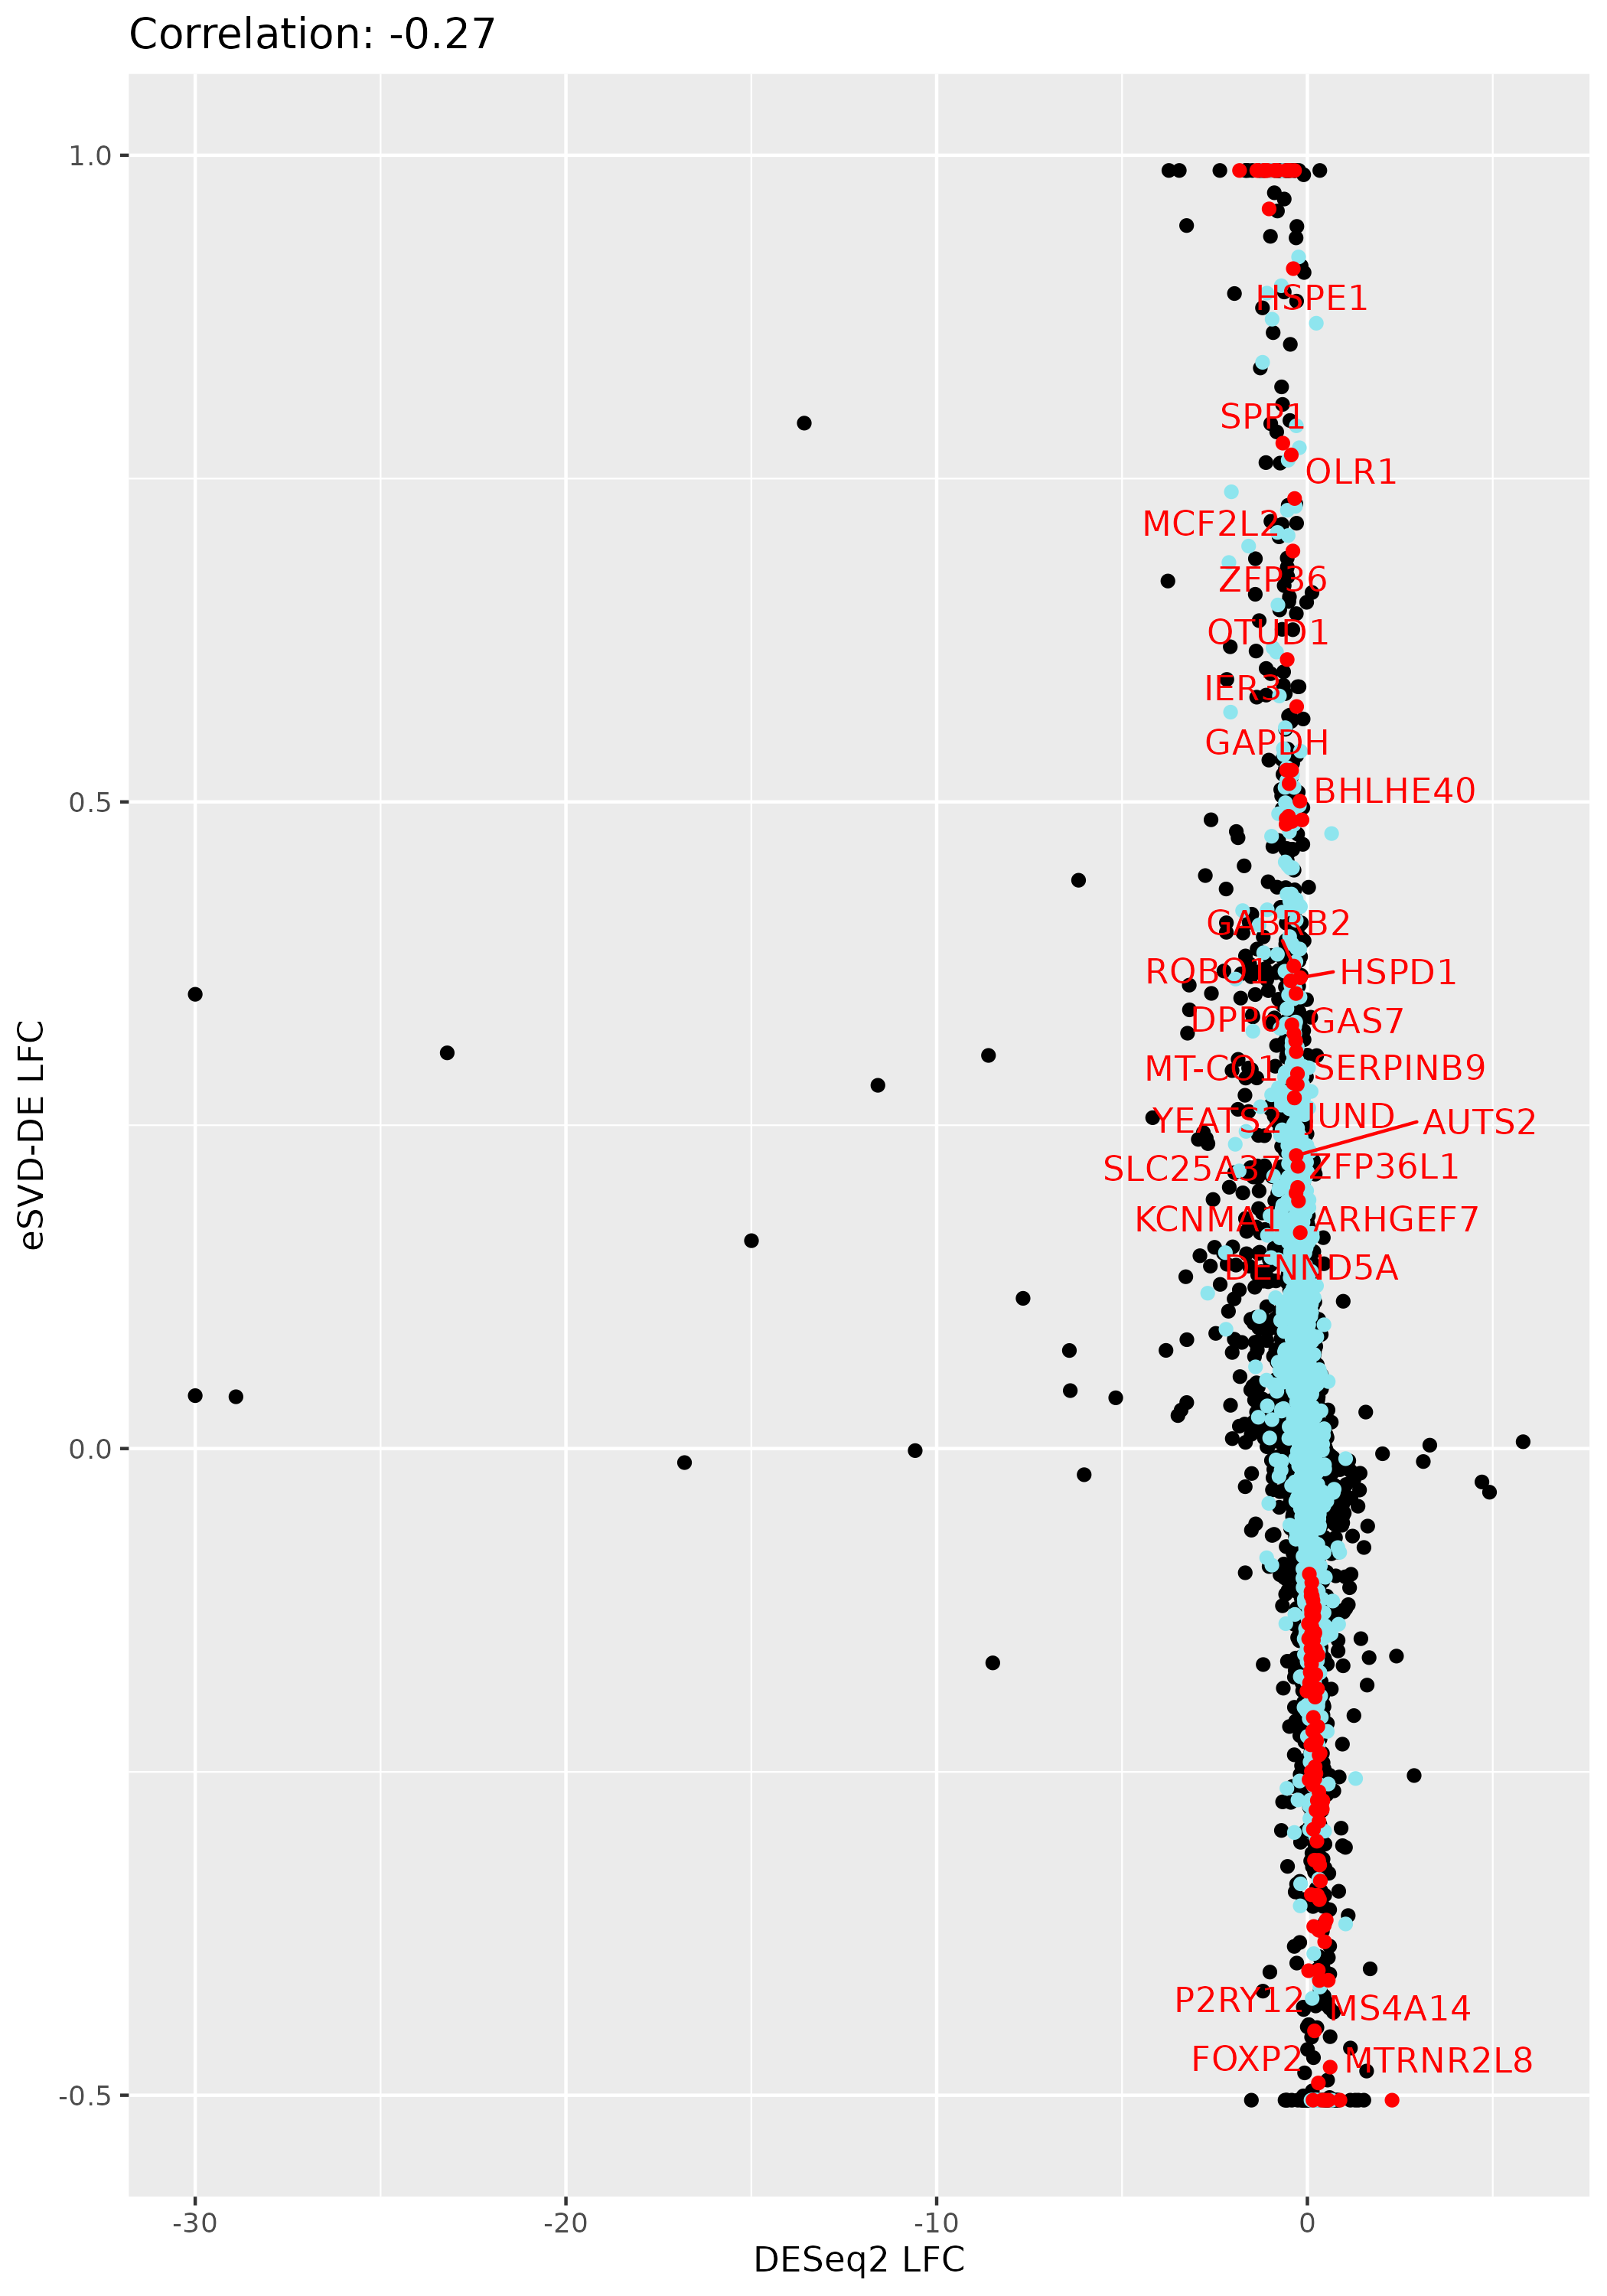 Correlation: -0.27
1.0
HSPE1
SPP1
OLR1
MCF2L2
ZFP36
OTUD1
IER3
GAPDH
BHLHE40
0.5
GABRB2
ROBO1
HSPD1
DPP6
GAS7
MT-CO1
SERPINB9
YEATS2
JUND
AUTS2
SLC25A37
ZFP36L1
KCNMA1
ARHGEF7
DENND5A
eSVD-DE LFC
0.0
P2RY12
MS4A14
FOXP2
MTRNR2L8
-0.5
-30
-20
-10
0
DESeq2 LFC